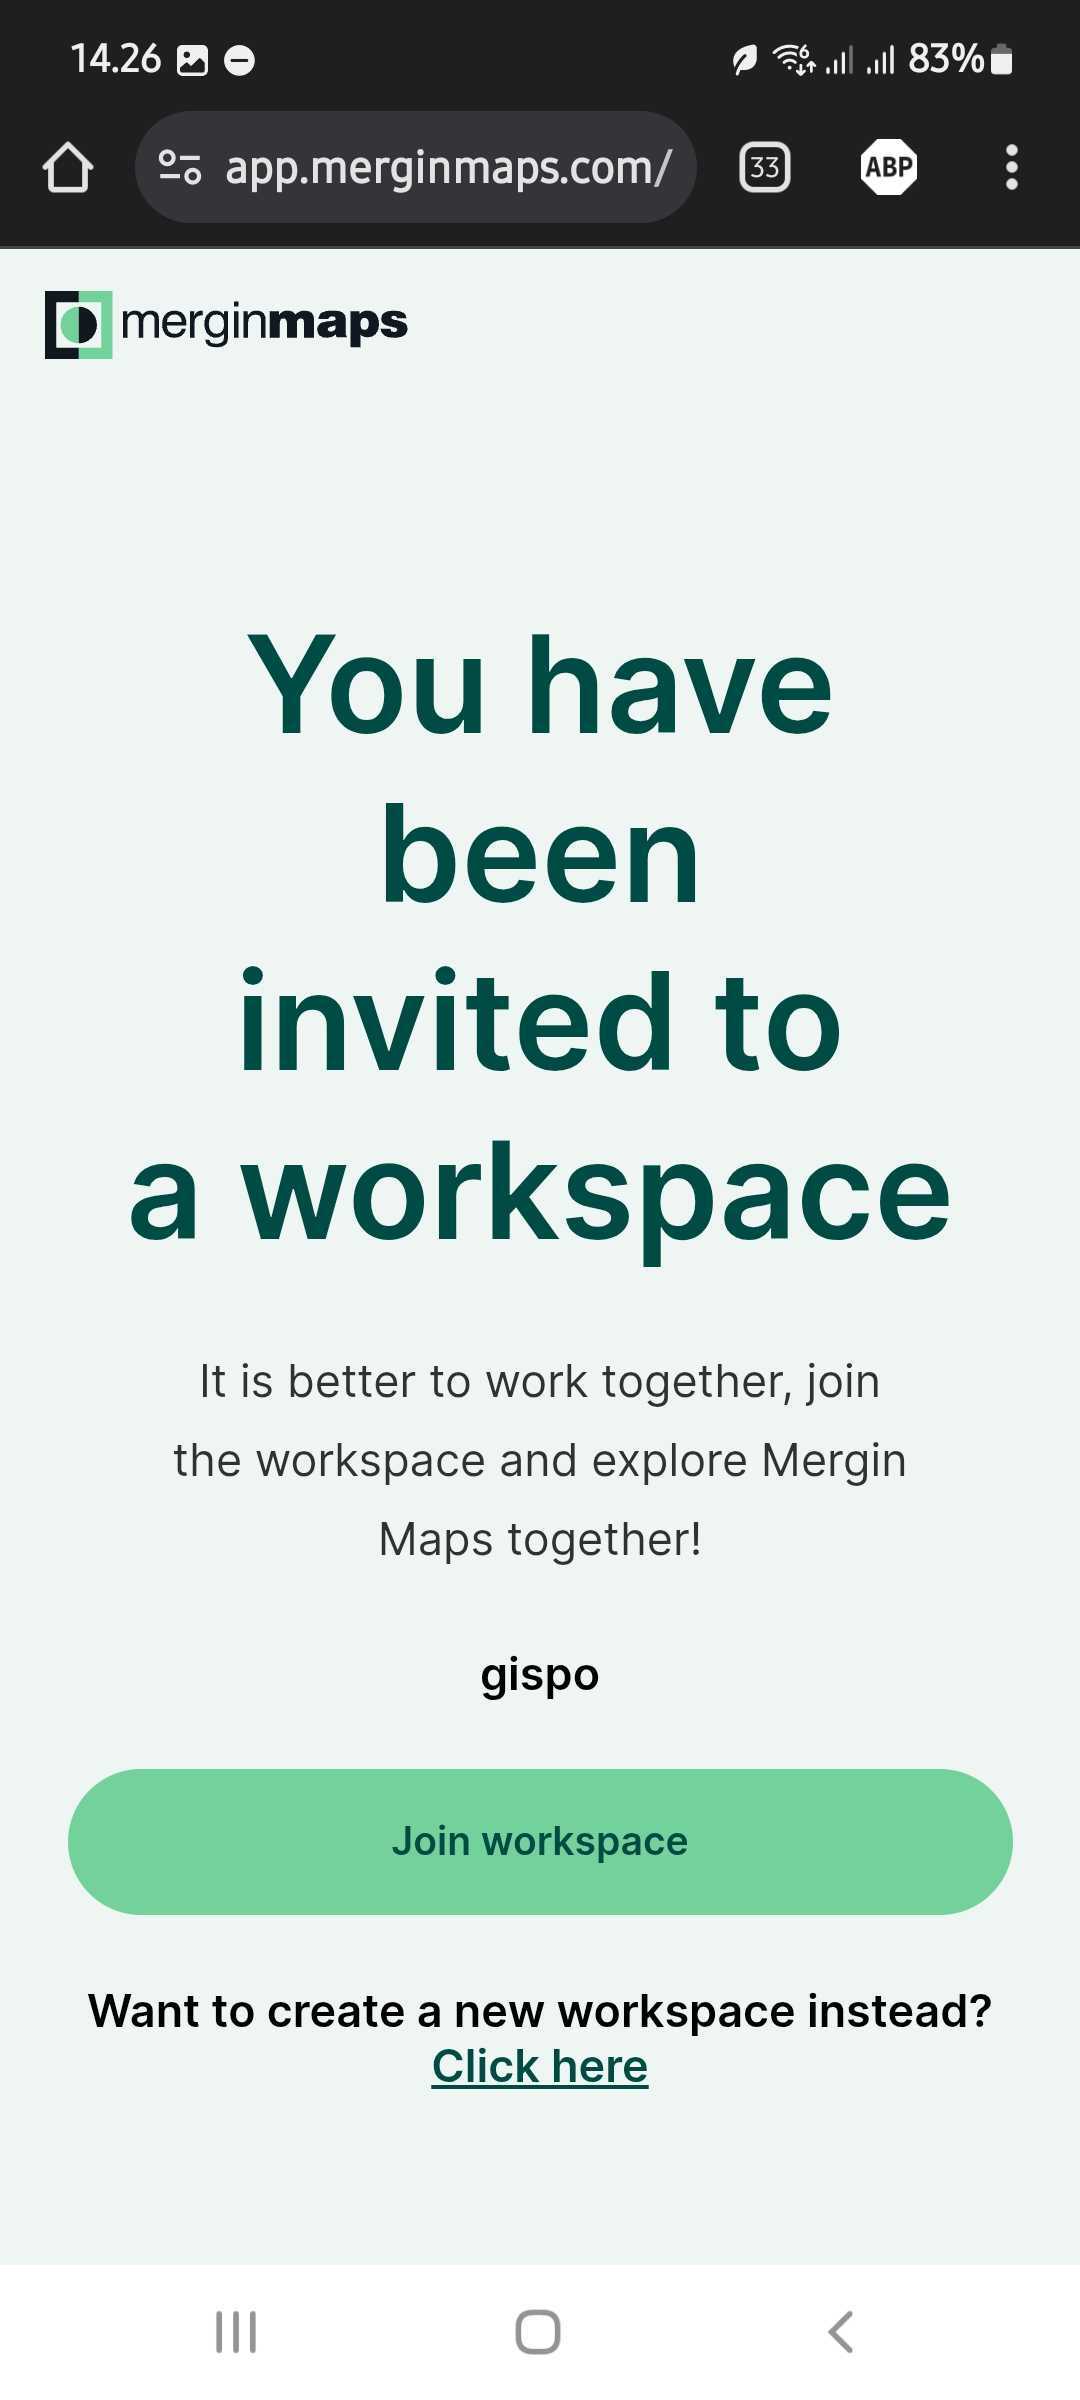 14.26
83%
app.merginmaps.com/
33
ABP
merginmaps
You have
been
invited to
a workspace
It is better to work together, join
the workspace and explore Mergin
Maps together!
gispo
Join workspace
Want to create a new workspace instead?
Click here